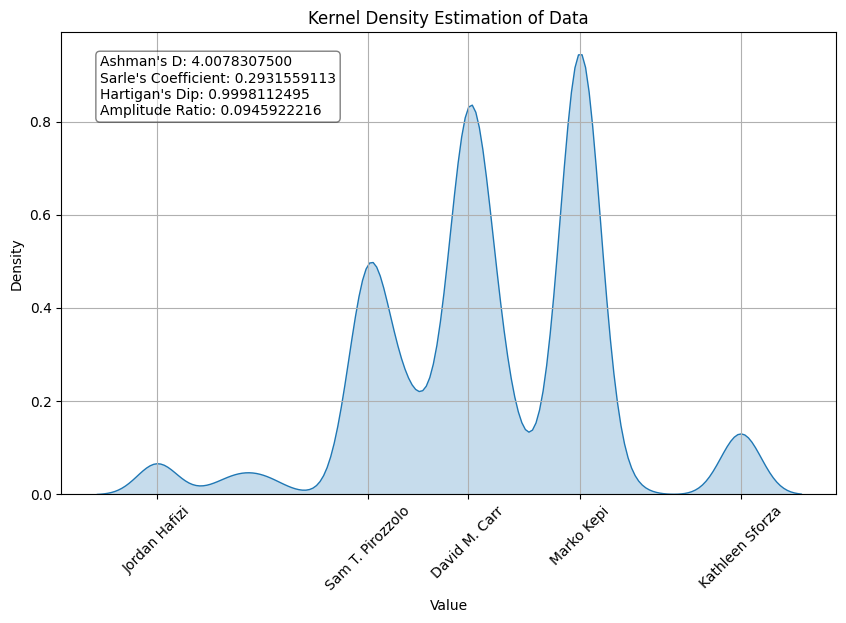 Kernel Density Estimation of Data
Ashman's D: 4.0078307500
Sarle's Coefficient: 0.2931559113
Hartigan's Dip: 0.9998112495
Amplitude Ratio: 0.0945922216
Density
0.8
0.6
0.4
0.2
0.0
Jordan Hafizi
Sam T. Pirozzolo
David M. Carr
Marko Kepi
Kathleen Sforza
Value